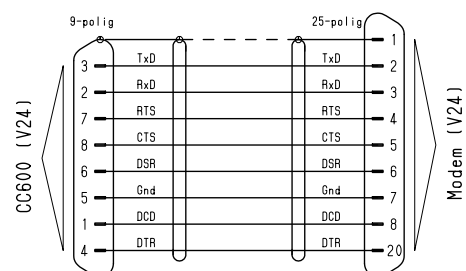 9-polig 25-polig
1
3 TxD TxD 2
2 RxD RxD 3
7 RTS RTS 4
8 CTS CTS 5
6 DSR DSR 6
5 Gnd Gnd 7
1 DCD DCD 8
4 DTR DTR 20
CC600 (V24)
Modem (V24)